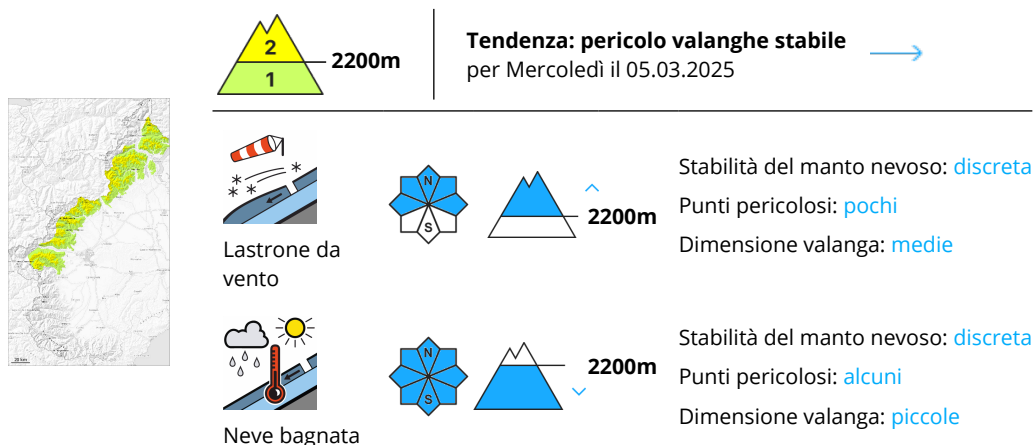 2
1
2200m
Tendenza: pericolo valanghe stabile
per Mercoledì il 05.03.2025
20 km
N
S
2200m
Lastrone da
vento
Stabilità del manto nevoso: discreta
Punti pericolosi: pochi
Dimensione valanga: medie
N
S
2200m
Neve bagnata
Stabilità del manto nevoso: discreta
Punti pericolosi: alcuni
Dimensione valanga: piccole